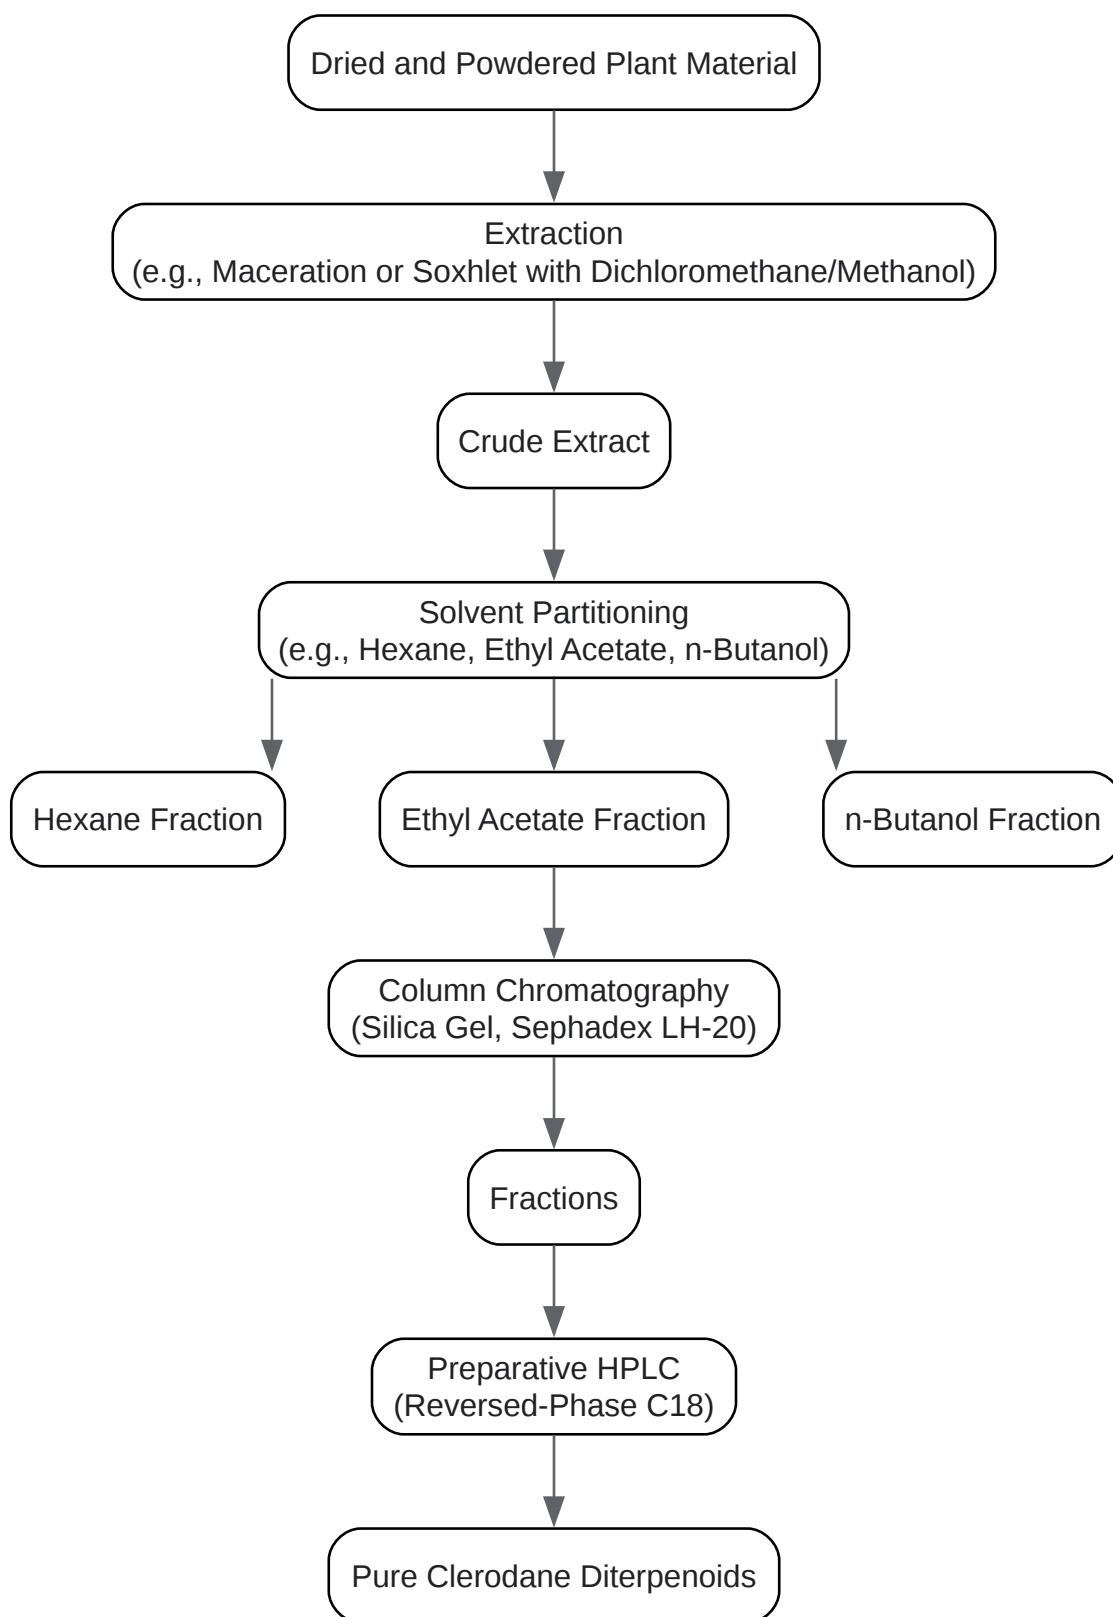 Dried and Powdered Plant Material
Extraction
(e.g., Maceration or Soxhlet with Dichloromethane/Methanol)
Crude Extract
Solvent Partitioning
(e.g., Hexane, Ethyl Acetate, n-Butanol)
Hexane Fraction
Ethyl Acetate Fraction
n-Butanol Fraction
Column Chromatography
(Silica Gel, Sephadex LH-20)
Fractions
Preparative HPLC
(Reversed-Phase C18)
Pure Clerodane Diterpenoids